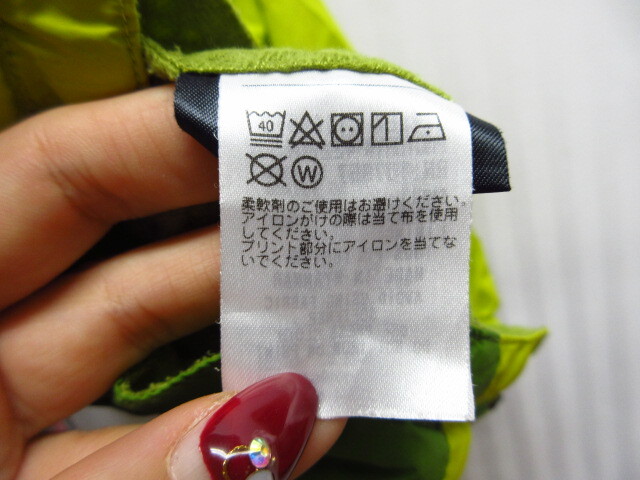 40
W
柔軟剤のご使用はお避けください。
アイロンがけの際は当て布を使用
してください。
プリント部分にアイロンを当てな
いでください。